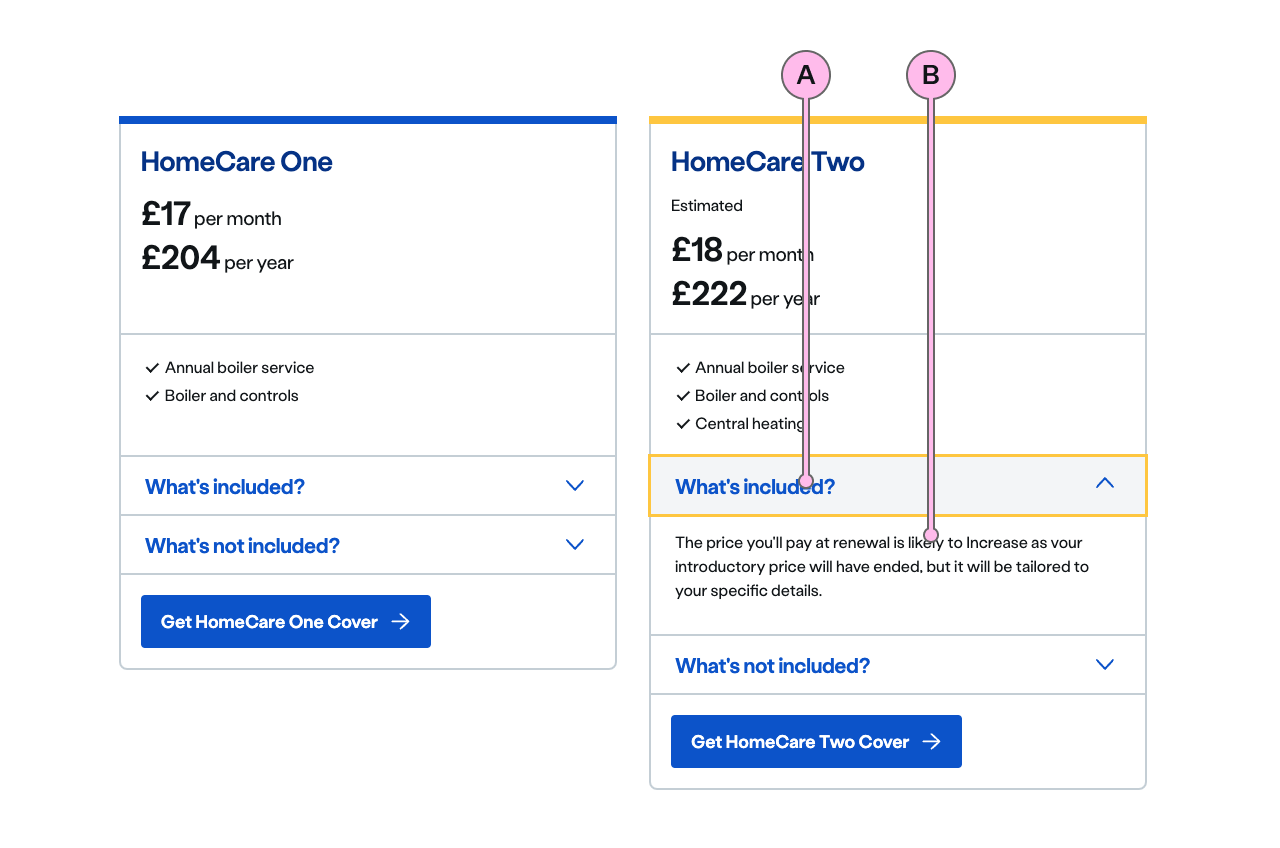 A
B
HomeCare One
£17 per month
£204 per year
Annual boiler service
Boiler and controls
What's included?
What's not included?
Get HomeCare One Cover
HomeCare Two
Estimated
£18 per month
£222 per year
Annual boiler service
Boiler and controls
Central heating
What's included?
The price you'll pay at renewal is likely to Increase as your
introductory price will have ended, but it will be tailored to
your specific details.
What's not included?
Get HomeCare Two Cover